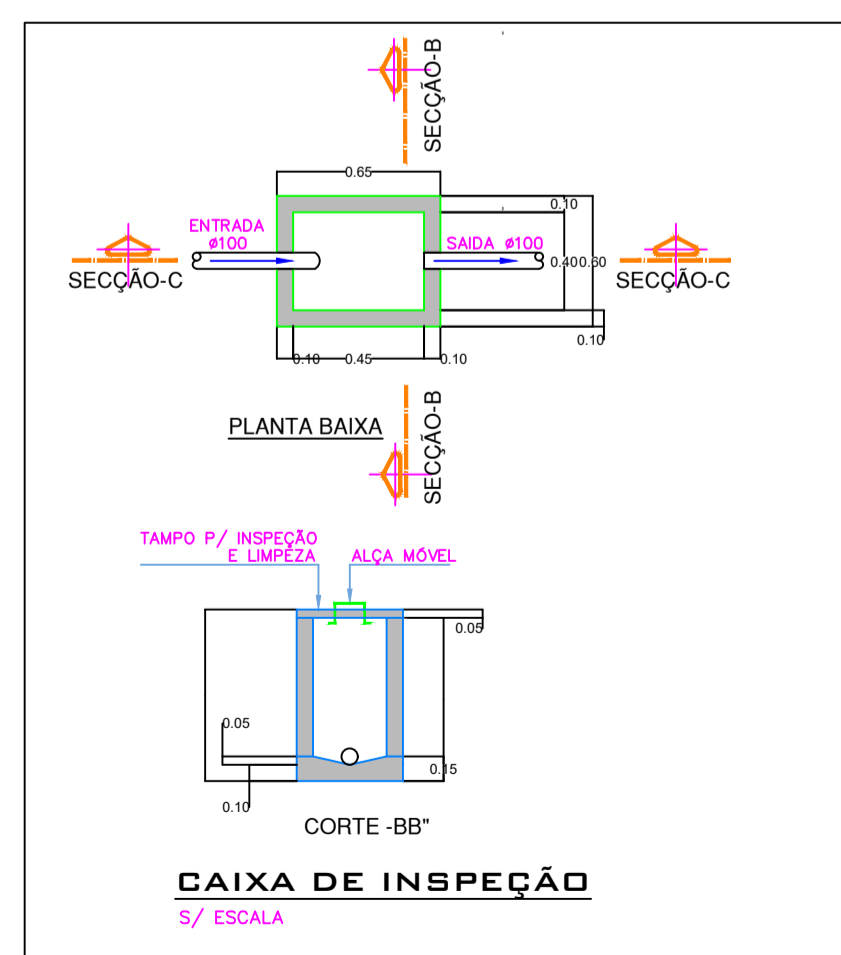 SECÇÃO-B
0.65
0.10
ENTRADA
ø100
SAIDA ø100
SECÇÃO-C
0.40
0.60
SECÇÃO-C
0.10
0.10
0.45
0.10
PLANTA BAIXA
SECÇÃO-B
TAMPO P/ INSPEÇÃO
E LIMPEZA
ALÇA MÓVEL
0.05
0.05
0.15
0.10
CORTE -BB"
CAIXA DE INSPEÇÃO
S/ ESCALA